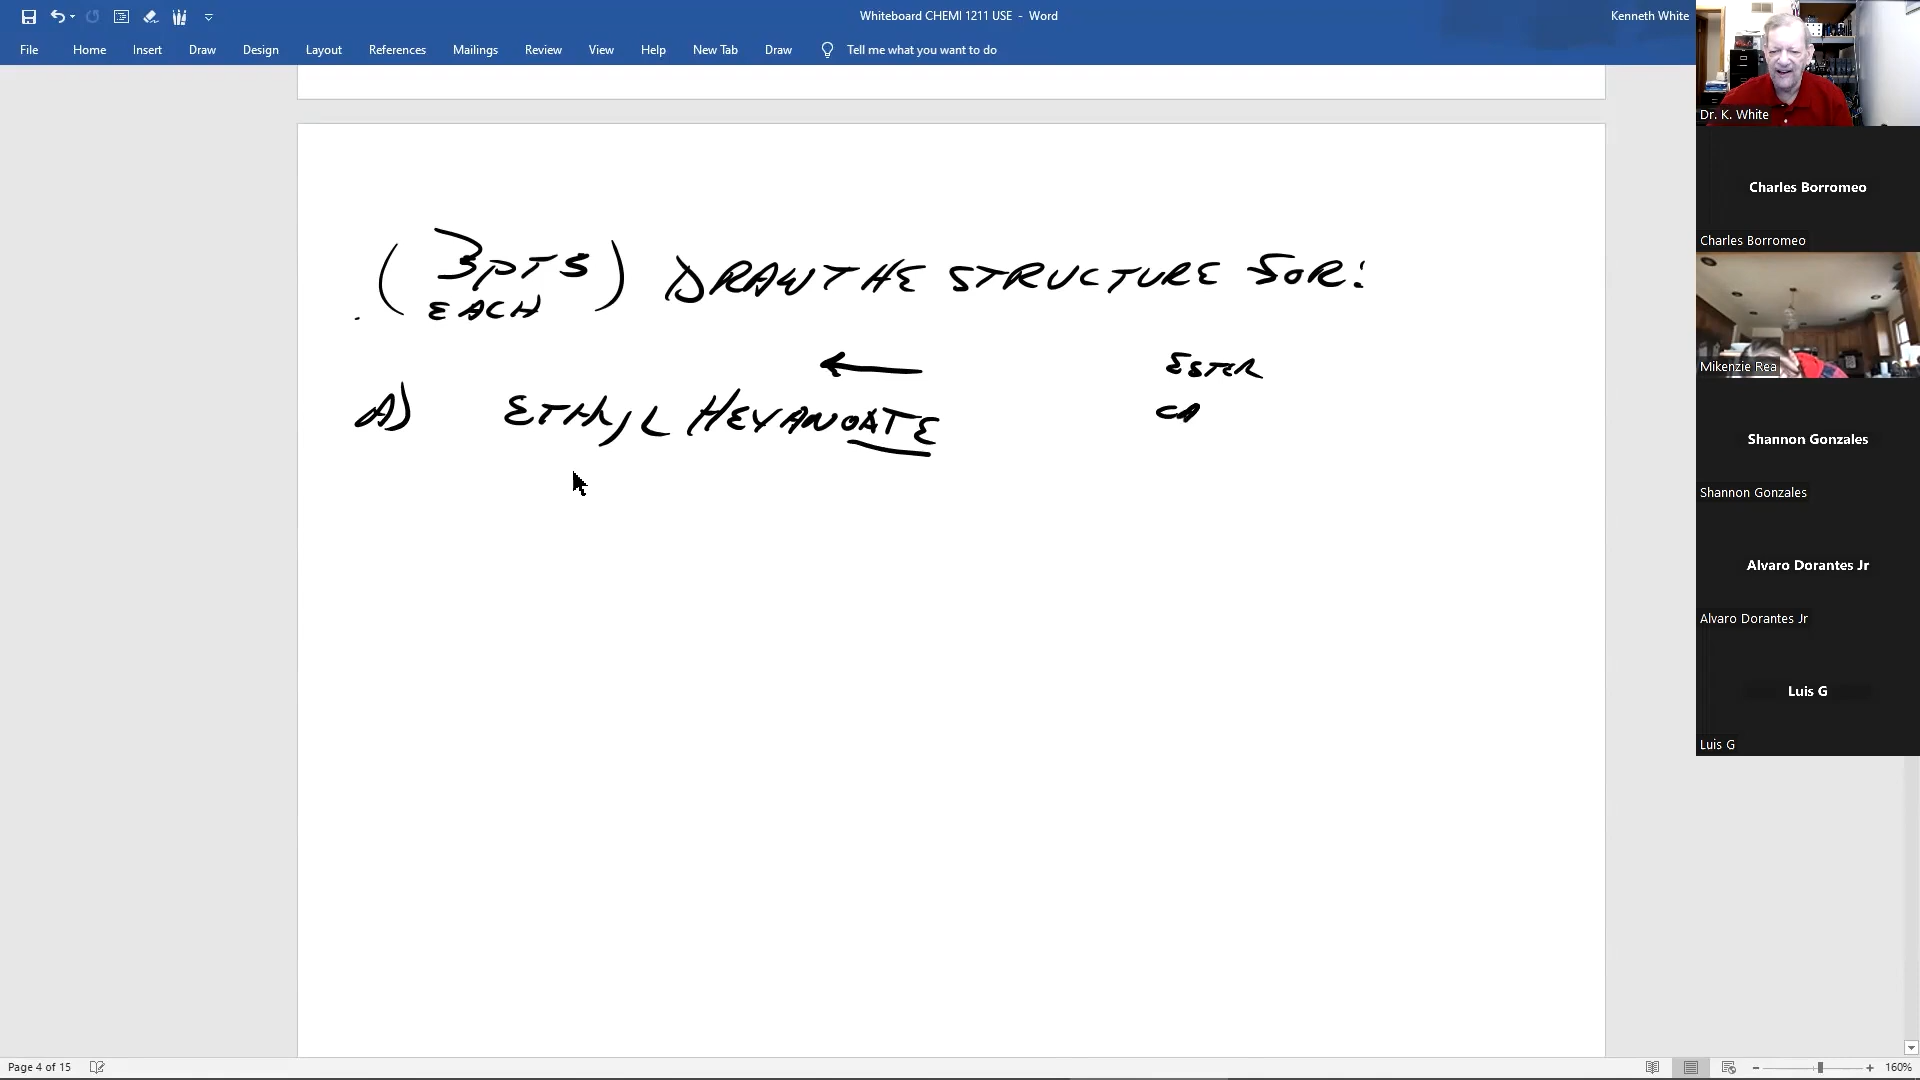 Whiteboard CHEMI 1211 USE - Word
Kenneth White
File Home Insert Draw Design Layout References Mailings Review View Help New Tab Draw Tell me what you want to do
Dr. K. White
Charles Borromeo
Charles Borromeo
Mikenzie Rea
Shannon Gonzales
Shannon Gonzales
Alvaro Dorantes Jr
Alvaro Dorantes Jr
Luis G
Luis G
(3PTS EACH) DRAW THE STRUCTURE FOR:
ESTER
A) ETHYL HEXANOATE CA
Page 4 of 15
160%